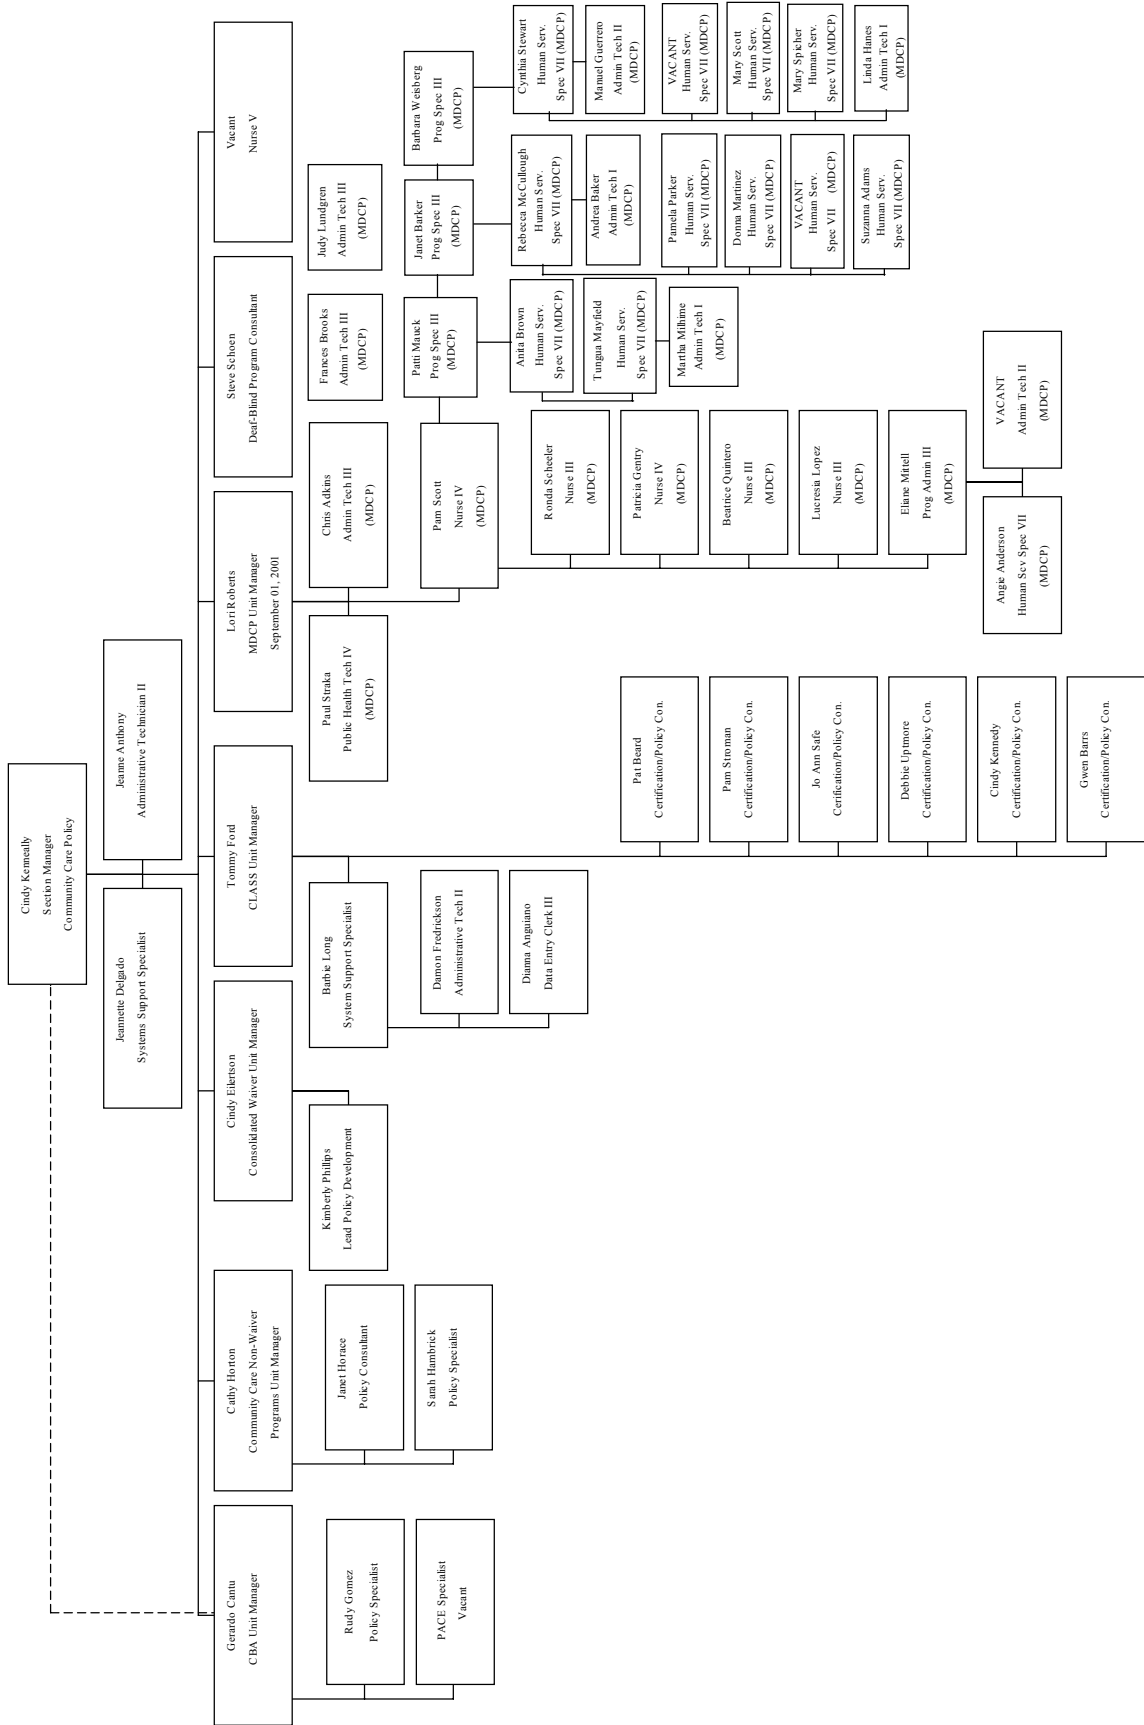 Cindy Kenneally
Section Manager
Community Care Policy
Jeannette Delgado
Systems Support Specialist
Jeanne Anthony
Administrative Technician II
Gerardo Cantu
CBA Unit Manager
Cathy Horton
Community Care Non-Waiver
Programs Unit Manager
Cindy Eilertson
Consolidated Waiver Unit Manager
Tommy Ford
CLASS Unit Manager
Lori Roberts
MDCP Unit Manager
September 01, 2001
Steve Schoen
Deaf-Blind Program Consultant
Vacant
Nurse V
Rudy Gomez
Policy Specialist
PACE Specialist
Vacant
Janet Horace
Policy Consultant
Sarah Hambrick
Policy Specialist
Kimberly Phillips
Lead Policy Development
Barbie Long
System Support Specialist
Damon Fredrickson
Administrative Tech II
Dianna Anguiano
Data Entry Clerk III
Pat Beard
Certification/Policy Con.
Pam Stroman
Certification/Policy Con.
Jo Ann Safe
Certification/Policy Con.
Debbie Uptmore
Certification/Policy Con.
Cindy Kennedy
Certification/Policy Con.
Gwen Barrs
Certification/Policy Con.
Paul Straka
Public Health Tech IV
(MDCP)
Chris Adkins
Admin Tech III
(MDCP)
Frances Brooks
Admin Tech III
(MDCP)
Judy Lundgren
Admin Tech III
(MDCP)
Pam Scott
Nurse IV
(MDCP)
Patti Mauck
Prog Spec III
(MDCP)
Janet Barker
Prog Spec III
(MDCP)
Barbara Weisberg
Prog Spec III
(MDCP)
Ronda Scheeler
Nurse III
(MDCP)
Patricia Gentry
Nurse IV
(MDCP)
Beatrice Quintero
Nurse III
(MDCP)
Lucresia Lopez
Nurse III
(MDCP)
Eliane Mittell
Prog Admin III
(MDCP)
Angie Anderson
Human Scv Spec VII
(MDCP)
VACANT
Admin Tech II
(MDCP)
Anita Brown
Human Serv.
Spec VII (MDCP)
Tungua Mayfield
Human Serv.
Spec VII (MDCP)
Martha Milhime
Admin Tech I
(MDCP)
Rebecca McCullough
Human Serv.
Spec VII (MDCP)
Andrea Baker
Admin Tech I
(MDCP)
Pamela Parker
Human Serv.
Spec VII (MDCP)
Donna Martinez
Human Serv.
Spec VII (MDCP)
VACANT
Human Serv.
Spec VII (MDCP)
Suzanna Adams
Human Serv.
Spec VII (MDCP)
Cynthia Stewart
Human Serv.
Spec VII (MDCP)
Manuel Guerrero
Admin Tech II
(MDCP)
VACANT
Human Serv.
Spec VII (MDCP)
Mary Scott
Human Serv.
Spec VII (MDCP)
Mary Spicher
Human Serv.
Spec VII (MDCP)
Linda Hanes
Admin Tech I
(MDCP)